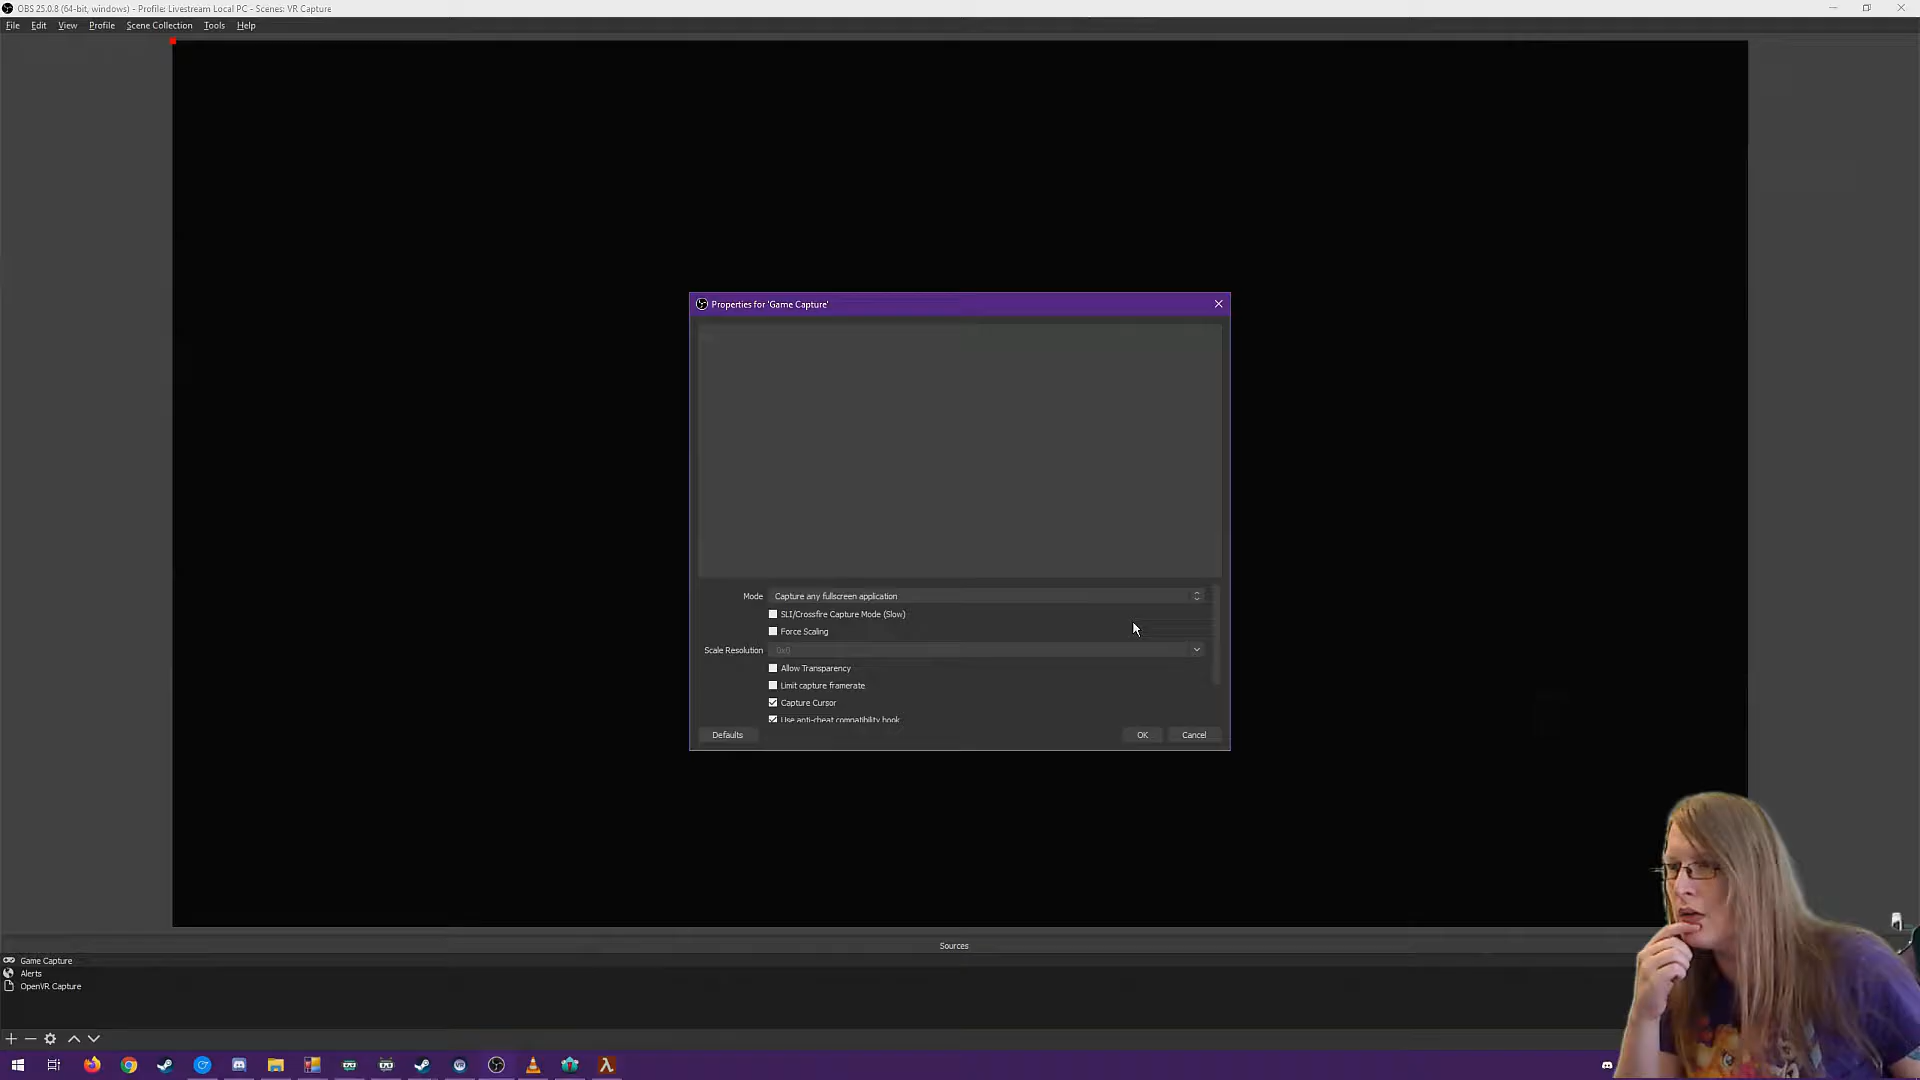 OBS 25.0.8 (64-bit, windows) - Profile: Livestream Local PC - Scenes: VR Capture
File Edit View Profile Scene Collection Tools Help
Properties for 'Game Capture'
Mode Capture any fullscreen application
SLI/Crossfire Capture Mode (Slow)
Force Scaling
Scale Resolution 0x0
Allow Transparency
Limit capture framerate
Capture Cursor
Use anti-cheat compatibility hook
Defaults OK Cancel
Sources
Game Capture
Alerts
OpenVR Capture